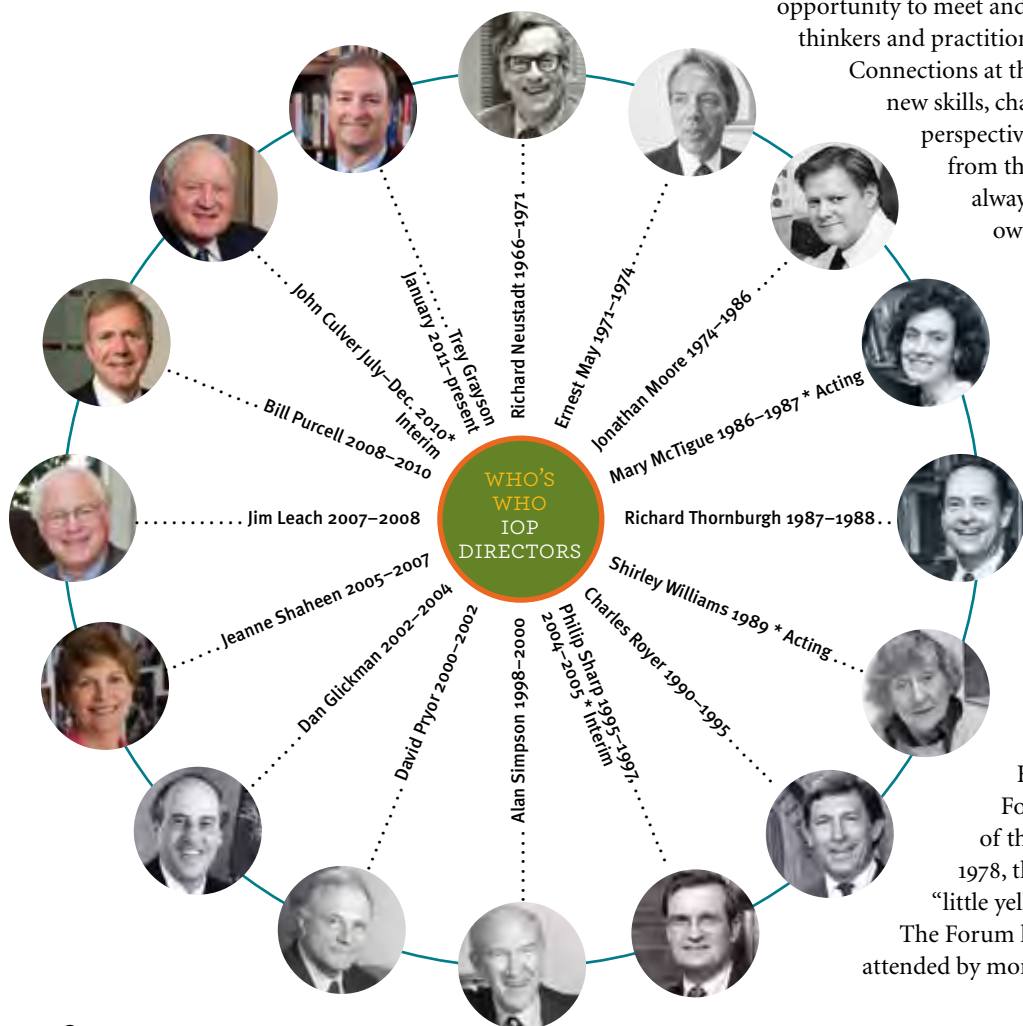 opportunity to meet and
thinkers and practition
Connections at th
new skills, cha
perspectiv
from th
alway
ow
Richard Neustadt 1966–1971
Ernest May 1971–1974
Jonathan Moore 1974–1986
Mary McTigue 1986–1987 * Acting
Richard Thornburgh 1987–1988
Shirley Williams 1989 * Acting
Charles Royer 1990–1995
Philip Sharp 1995–1997,
2004–2005 * Interim
Alan Simpson 1998–2000
David Pryor 2000–2002
Dan Glickman 2002–2004
Jeanne Shaheen 2005–2007
Jim Leach 2007–2008
Bill Purcell 2008–2010
John Culver July–Dec. 2010*
Interim
Trey Grayson
January 2011–present
WHO'S
WHO
IOP
DIRECTORS
Fo
of th
1978, th
“little yel
The Forum h
attended by mor